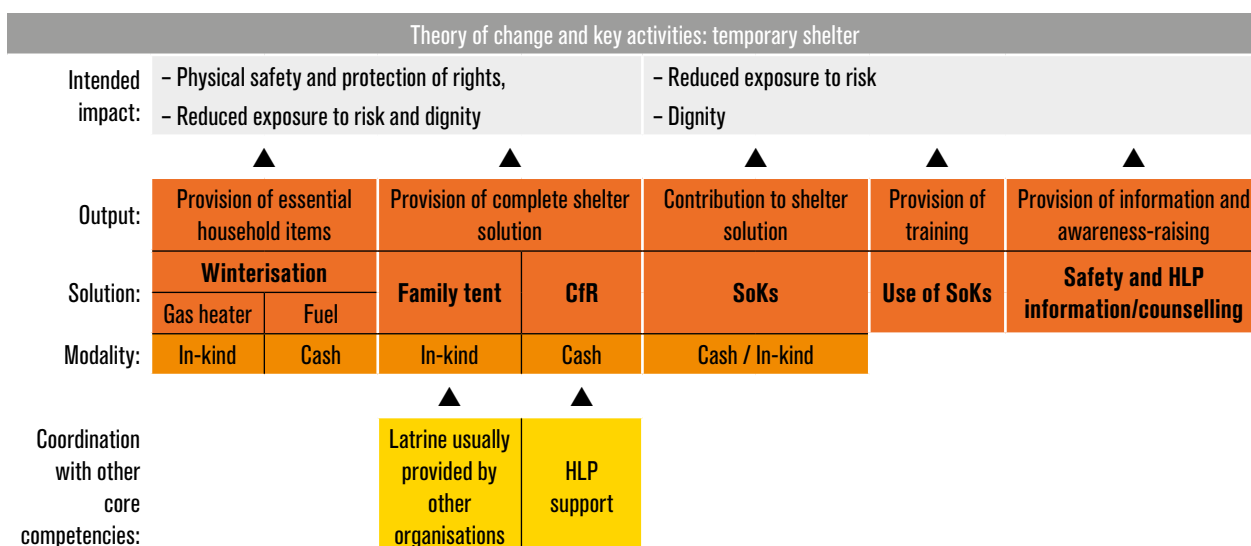 Theory of change and key activities: temporary shelter
Intended
impact:
– Physical safety and protection of rights,
– Reduced exposure to risk and dignity
– Reduced exposure to risk
– Dignity
Output:
Provision of essential
household items
Provision of complete shelter
solution
Contribution to shelter
solution
Provision of
training
Provision of information and
awareness-raising
Solution:
Winterisation
Gas heater
Fuel
Family tent
CfR
SoKs
Use of SoKs
Safety and HLP
information/counselling
Modality:
In-kind
Cash
In-kind
Cash
Cash / In-kind
Coordination
with other
core
competencies:
Latrine usually
provided by
other
organisations
HLP
support